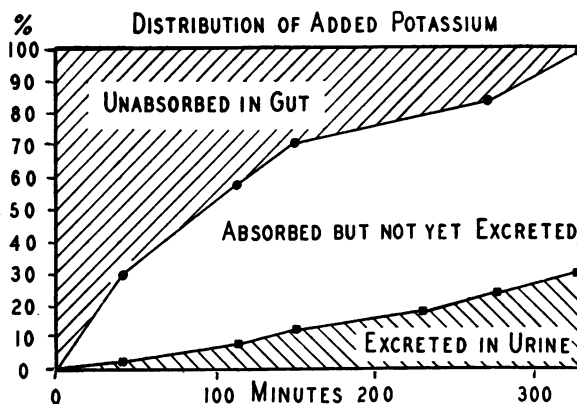 % DISTRIBUTION OF ADDED POTASSIUM
100
90
80
70
60
50
40
30
20
10
0
UNABSORBED IN GUT
ABSORBED BUT NOT YET EXCRETED
EXCRETED IN URINE
0 100 200 300
MINUTES